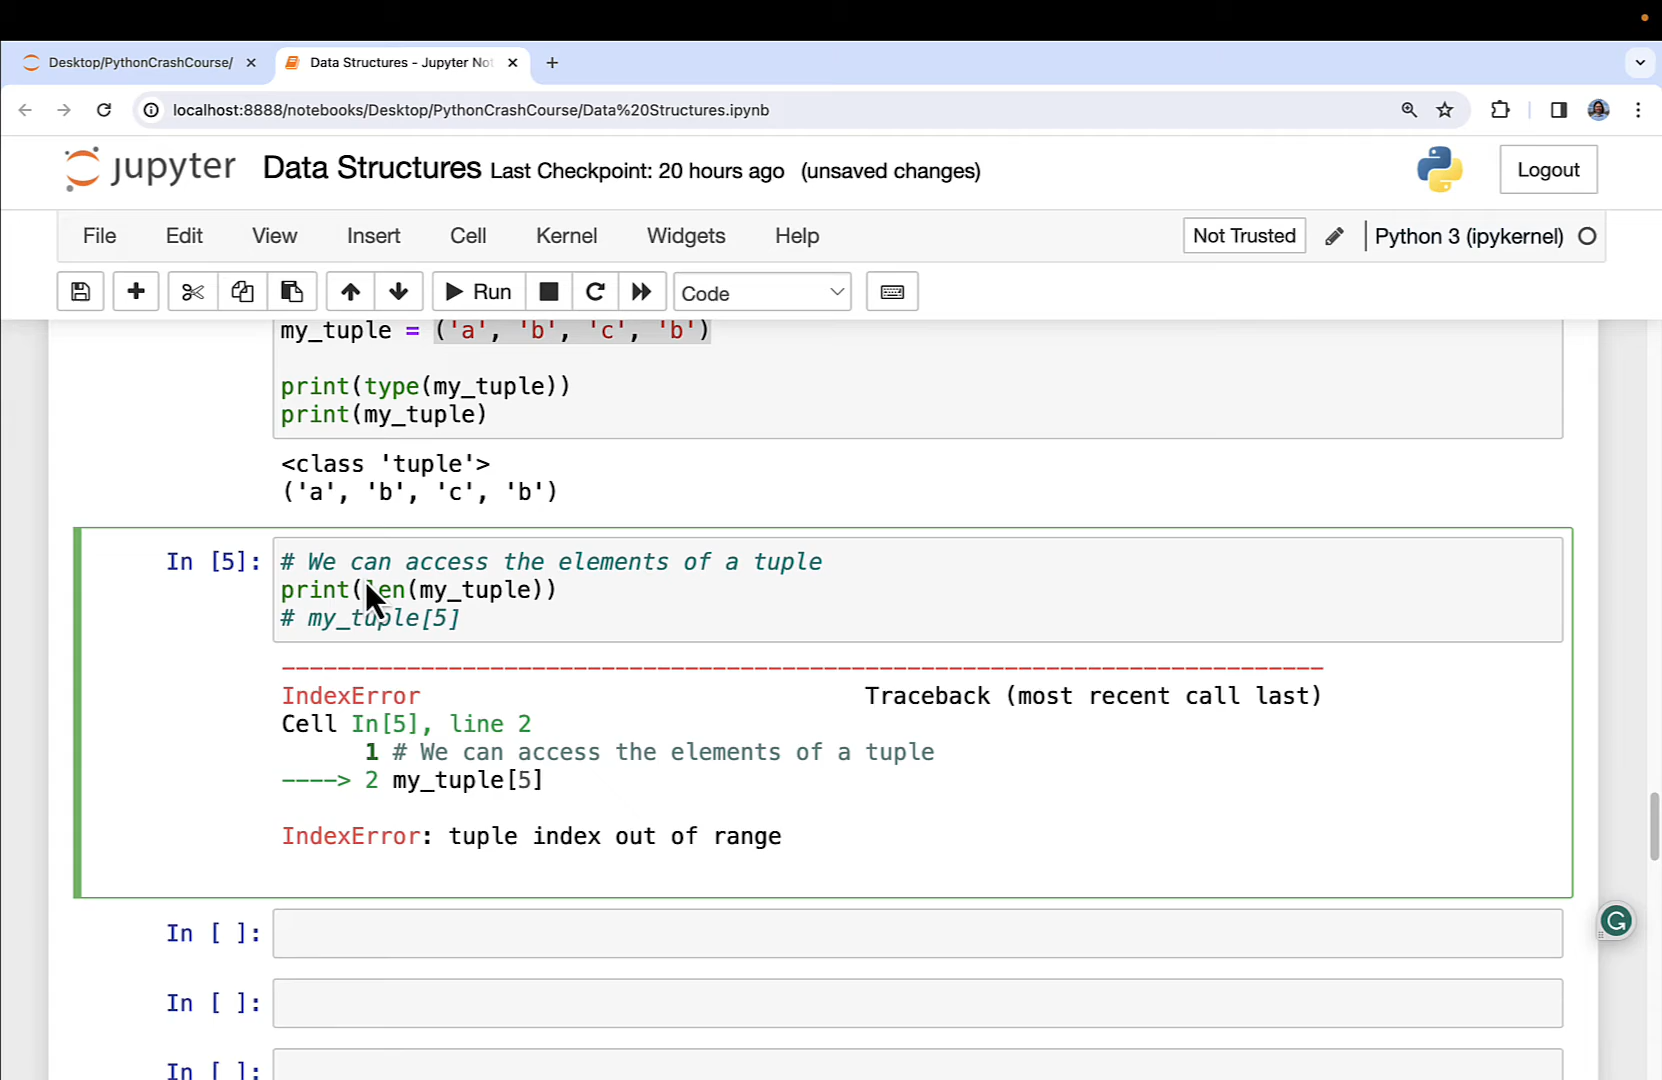 Desktop/PythonCrashCourse/
Data Structures - Jupyter Not
localhost:8888/notebooks/Desktop/PythonCrashCourse/Data%20Structures.ipynb
jupyter Data Structures Last Checkpoint: 20 hours ago (unsaved changes)
Logout
File Edit View Insert Cell Kernel Widgets Help
Not Trusted
Python 3 (ipykernel)
Run
Code
my_tuple = ('a', 'b', 'c', 'b')
print(type(my_tuple))
print(my_tuple)
<class 'tuple'>
('a', 'b', 'c', 'b')
In [5]:
# We can access the elements of a tuple
print(len(my_tuple))
# my_tuple[5]
---------------------------------------------------------------------------
IndexError Traceback (most recent call last)
Cell In[5], line 2
1 # We can access the elements of a tuple
----> 2 my_tuple[5]
IndexError: tuple index out of range
In [ ]:
In [ ]:
In [ ]: